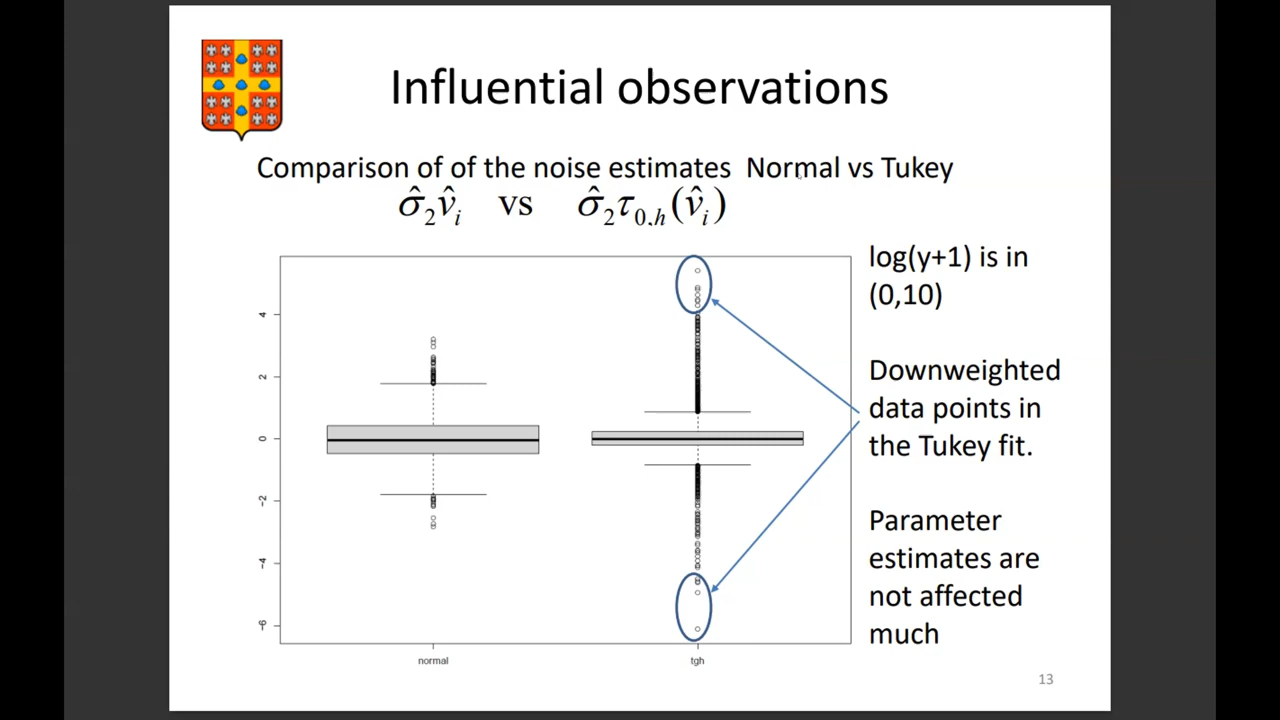 Influential observations
Comparison of of the noise estimates Normal vs Tukey
σ̂₂v̂ᵢ vs σ̂₂τ₀,ₕ(v̂ᵢ)
log(y+1) is in
(0,10)
Downweighted
data points in
the Tukey fit.
Parameter
estimates are
not affected
much
4
2
0
-2
-4
-6
normal
tgh
13